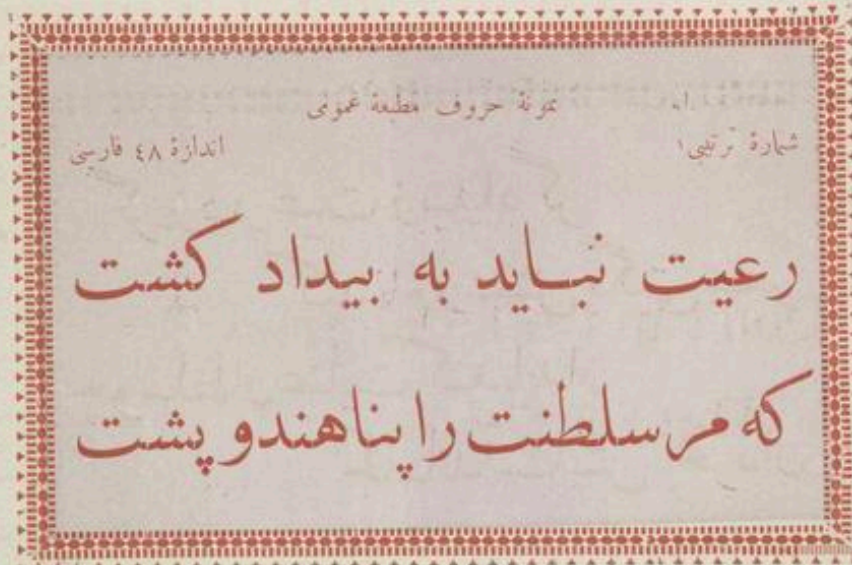 نمونهٔ حروف مطبعهٔ عمومی
شمارهٔ ترتیبی ۱
اندازهٔ ٤٨ فارسی
رعیت نباید به بیداد کشت
که مر سلطنت را پناهند و پشت